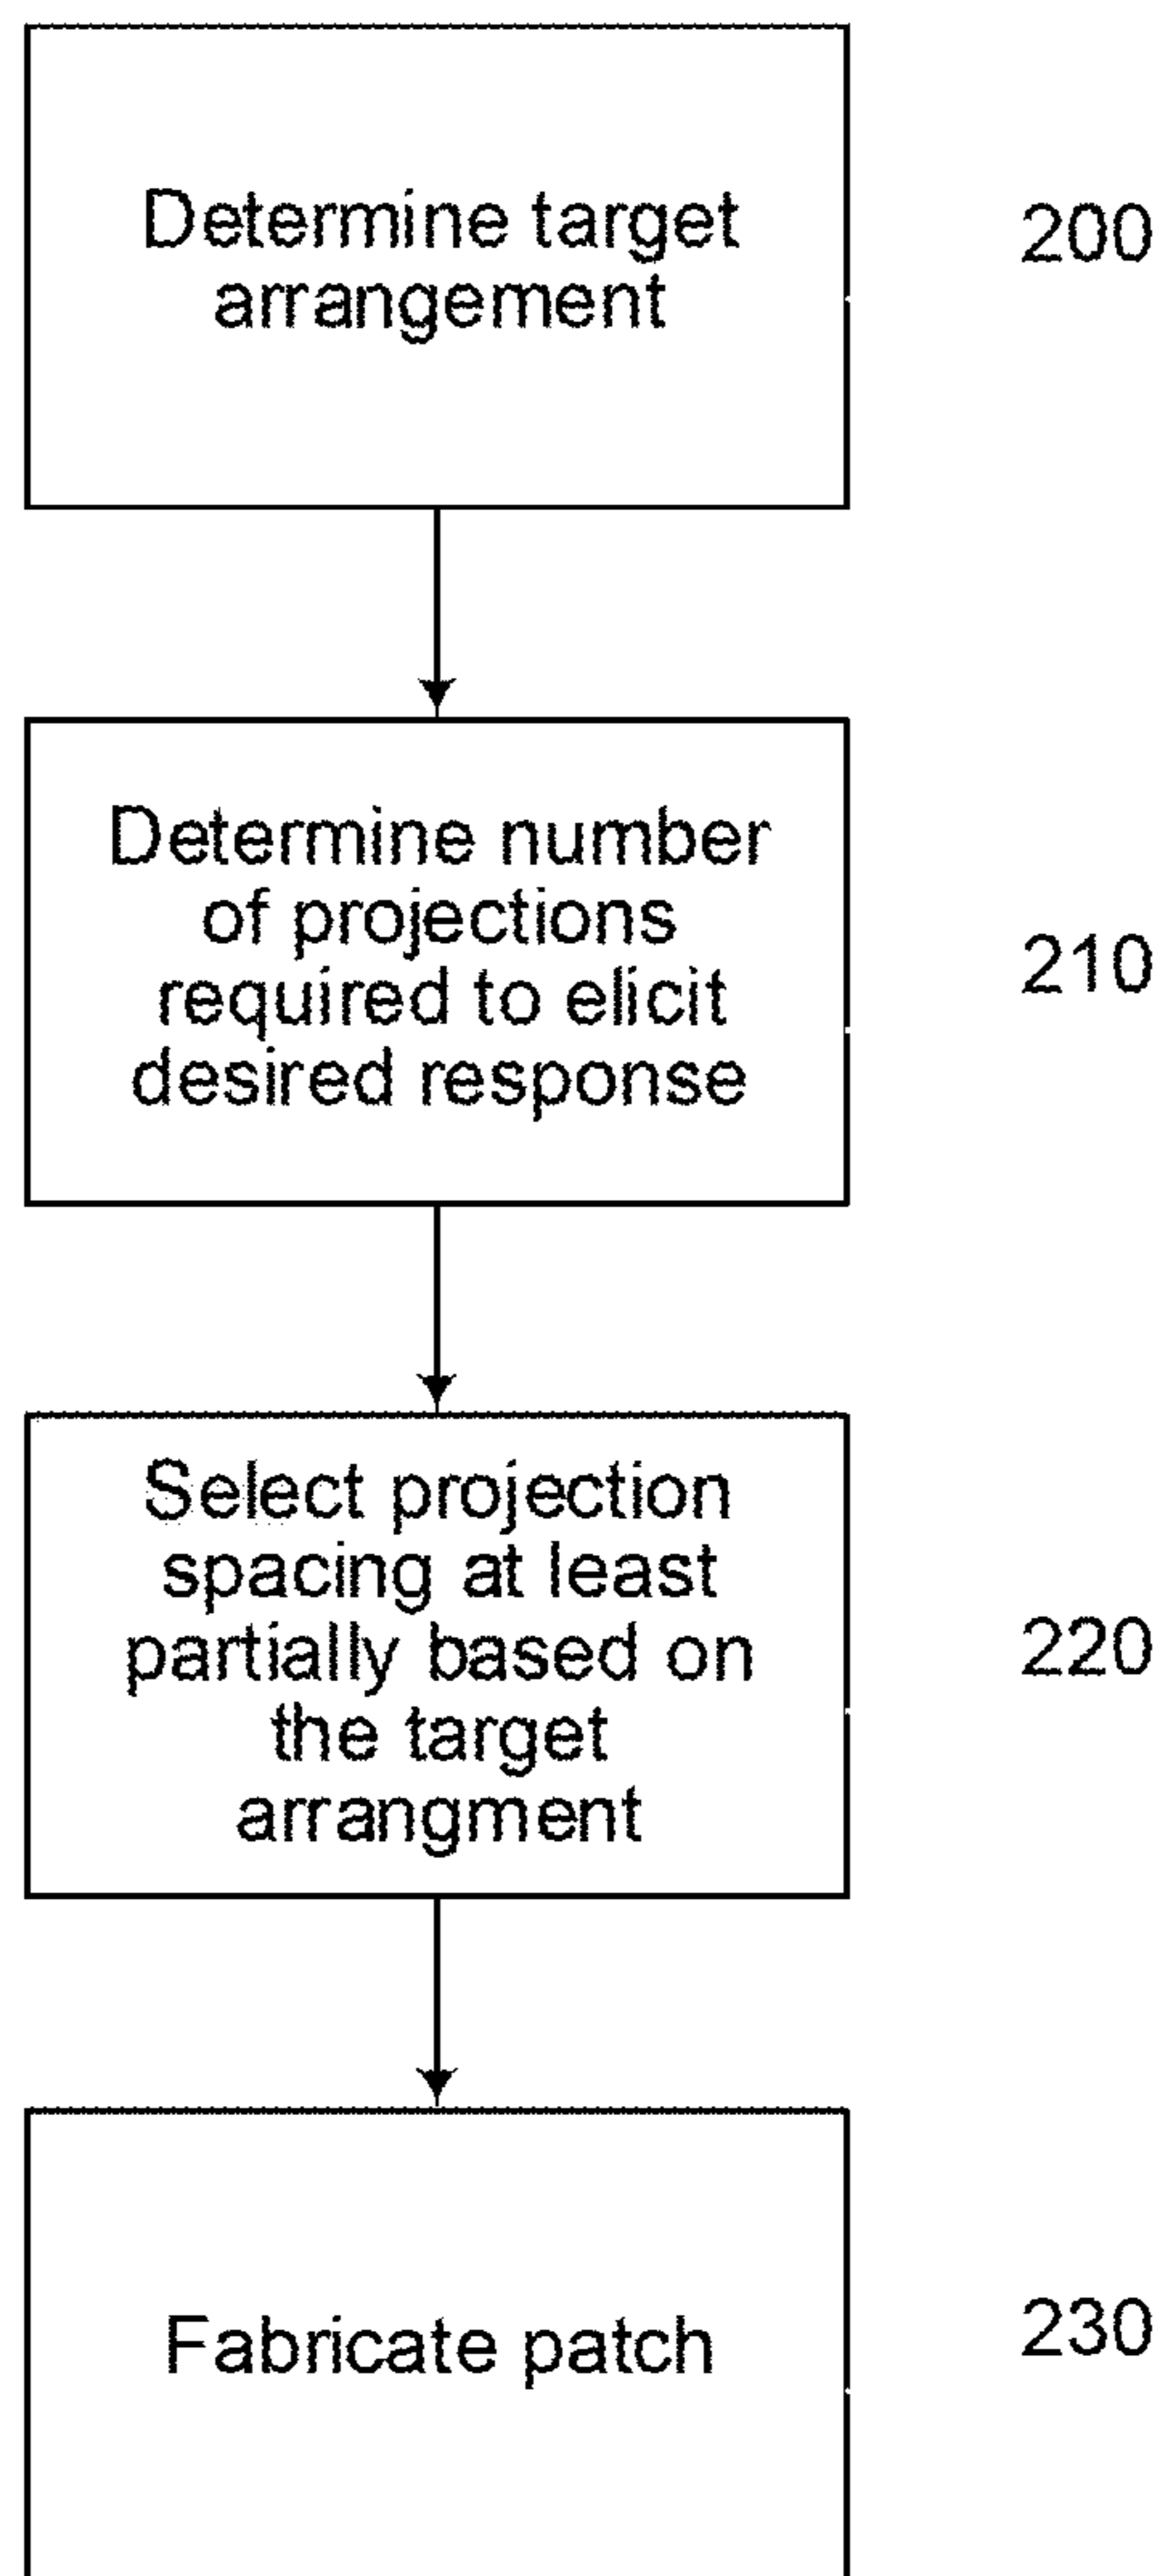 Determine target
arrangement
200
Determine number
of projections
required to elicit
desired response
210
Select projection
spacing at least
partially based on
the target
arrangment
220
Fabricate patch
230